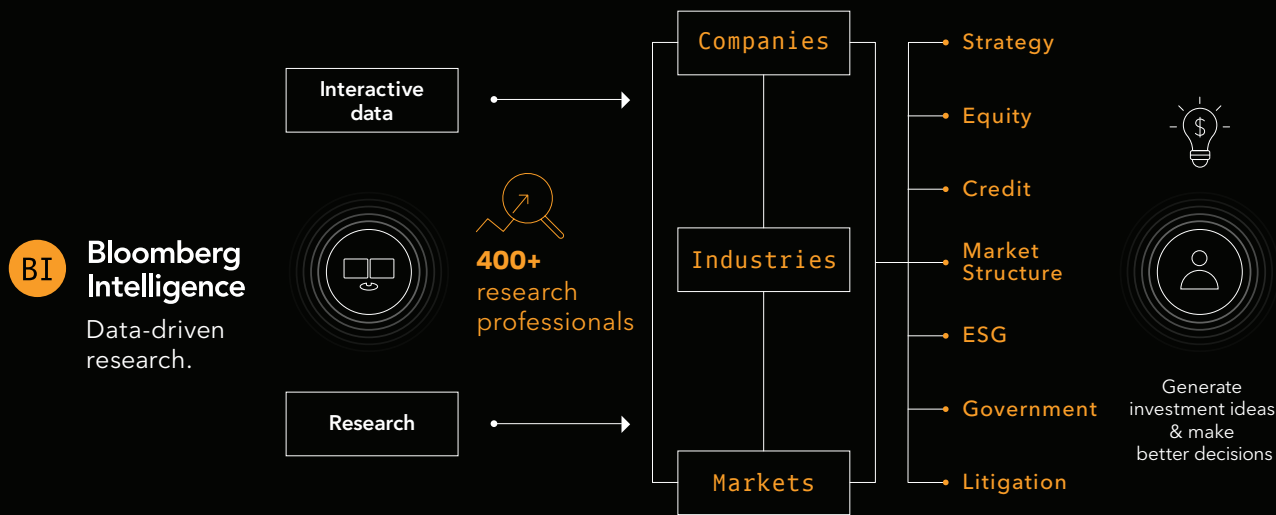 BI
Bloomberg
Intelligence
Data-driven
research.
Interactive
data
400+
research
professionals
Research
Companies
Industries
Markets
Strategy
Equity
Credit
Market
Structure
ESG
Government
Litigation
$
Generate
investment ideas
& make
better decisions